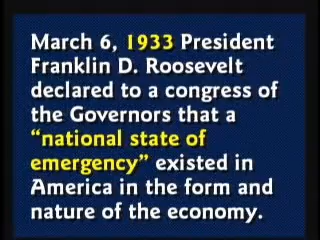 March 6, 1933 President
Franklin D. Roosevelt
declared to a congress of
the Governors that a
“national state of
emergency” existed in
America in the form and
nature of the economy.